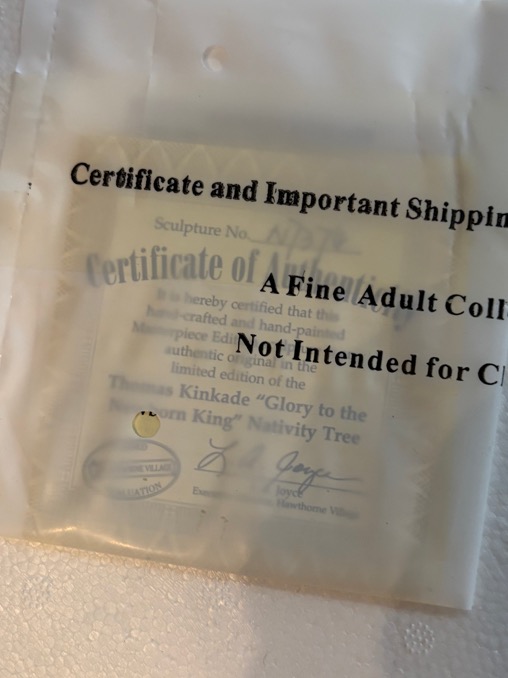 Certificate and Important Shippin
Sculpture No.
Certificate of Authenticity
A Fine Adult Coll
It is hereby certified that this
hand-crafted and hand-painted
Masterpiece Edi
Not Intended for C
authentic original in the
limited edition of the
Thomas Kinkade "Glory to the
Newborn King" Nativity Tree
VILLAGE
Joyce
Hawthorne Village